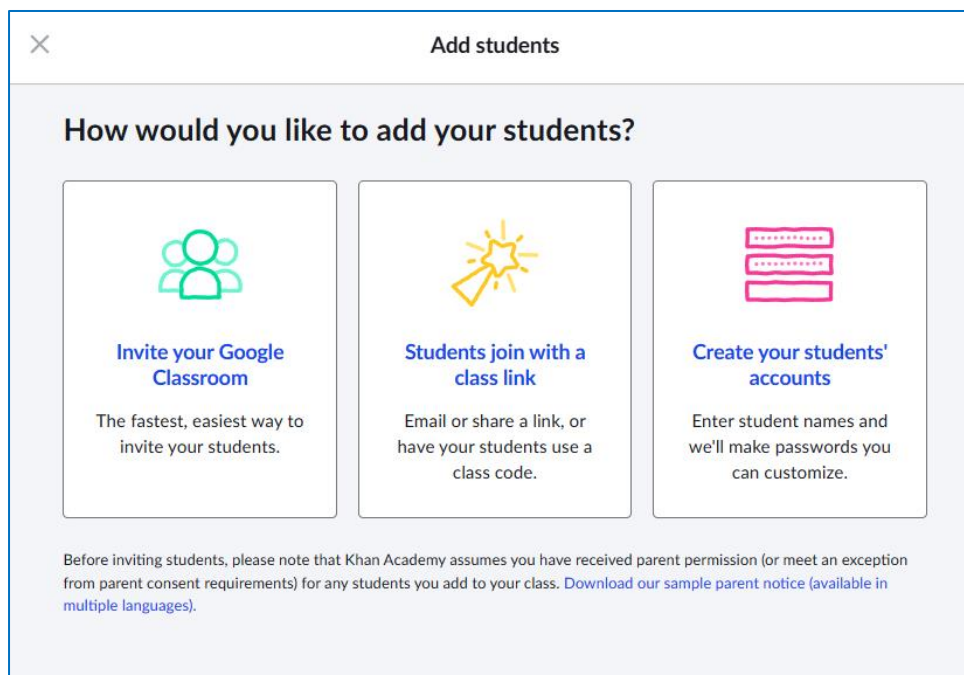 Add students
How would you like to add your students?
Invite your Google
Classroom
The fastest, easiest way to
invite your students.
Students join with a
class link
Email or share a link, or
have your students use a
class code.
Create your students'
accounts
Enter student names and
we'll make passwords you
can customize.
Before inviting students, please note that Khan Academy assumes you have received parent permission (or meet an exception
from parent consent requirements) for any students you add to your class. Download our sample parent notice (available in
multiple languages).